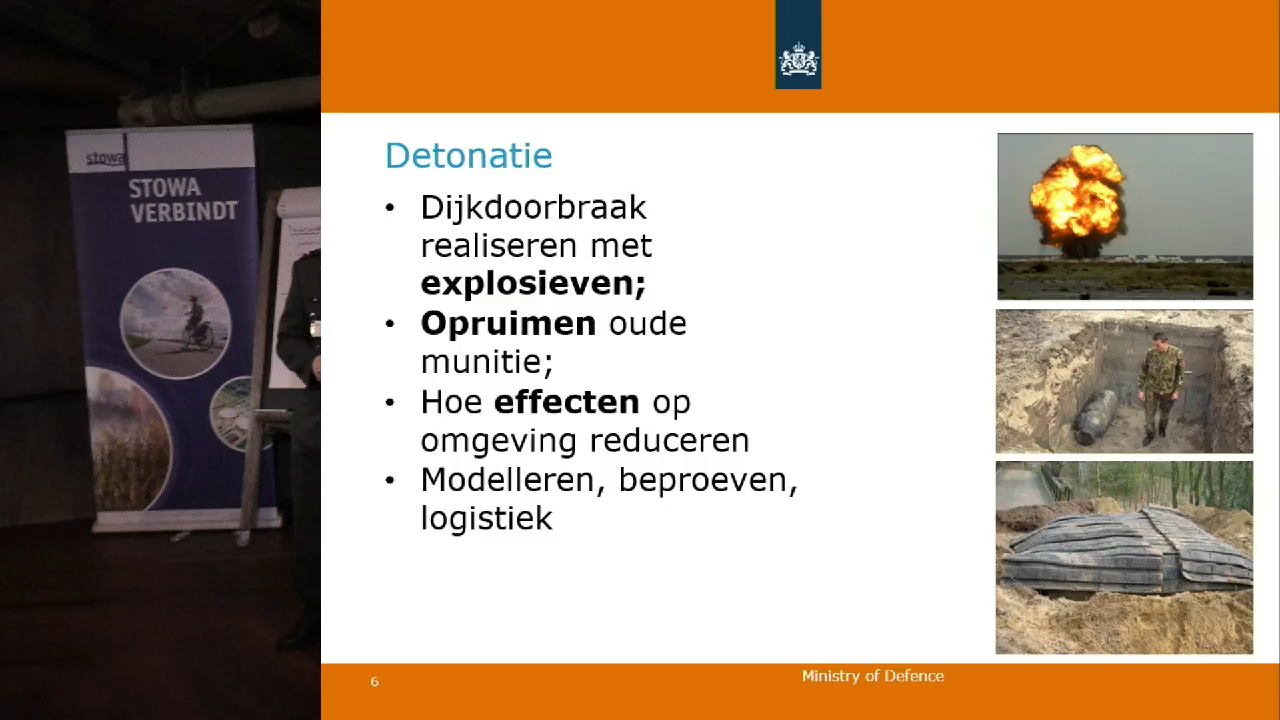 stowa
STOWA
VERBINDT
Detonatie
• Dijkdoorbraak
realiseren met
explosieven;
• Opruimen oude
munitie;
• Hoe effecten op
omgeving reduceren
• Modelleren, beproeven,
logistiek
6
Ministry of Defence